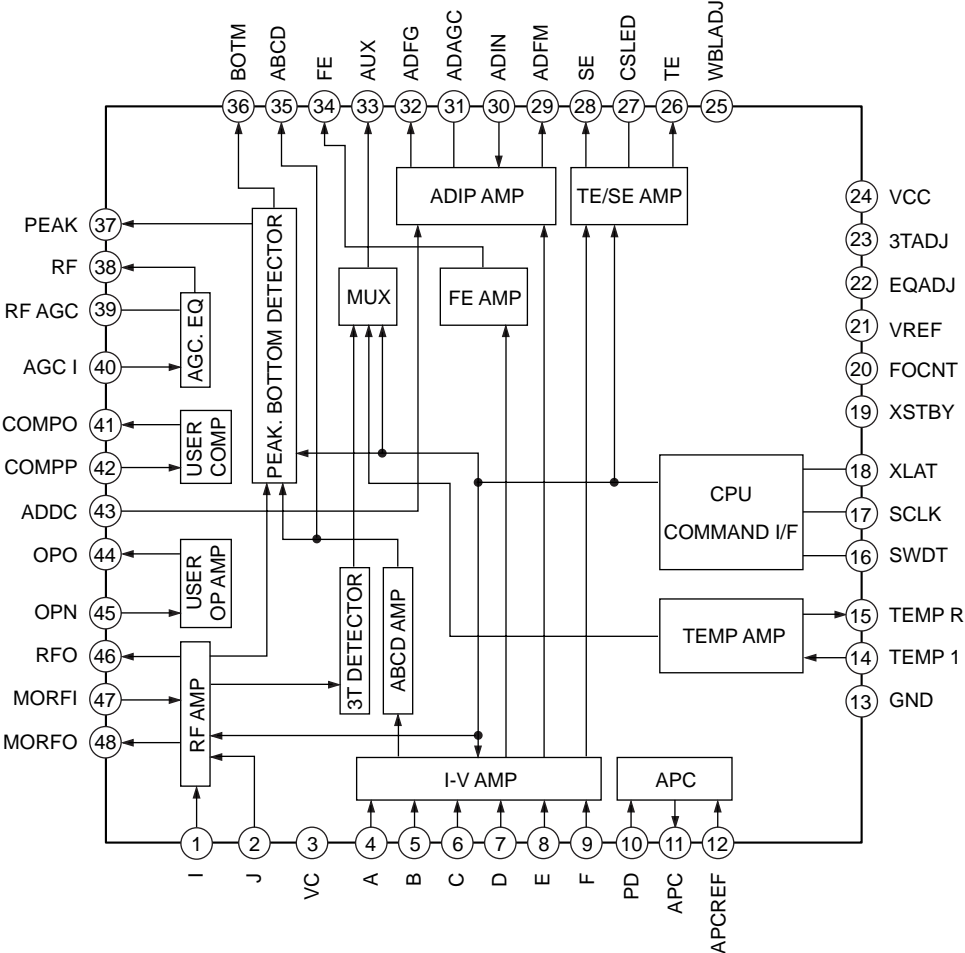 BOTM
ABCD
FE
AUX
ADFG
ADAGC
ADIN
ADFM
SE
CSLED
TE
WBLADJ
36
35
34
33
32
31
30
29
28
27
26
25
ADIP AMP
TE/SE AMP
PEAK
37
RF
38
RF AGC
39
AGC I
40
COMPO
41
COMPP
42
ADDC
43
OPO
44
OPN
45
RFO
46
MORFI
47
MORFO
48
AGC. EQ
USER
COMP
USER
OP AMP
RF AMP
PEAK. BOTTOM DETECTOR
MUX
FE AMP
3T DETECTOR
ABCD AMP
CPU
COMMAND I/F
TEMP AMP
I-V AMP
APC
24
VCC
23
3TADJ
22
EQADJ
21
VREF
20
FOCNT
19
XSTBY
18
XLAT
17
SCLK
16
SWDT
15
TEMP R
14
TEMP 1
13
GND
1
2
3
4
5
6
7
8
9
10
11
12
I
J
VC
A
B
C
D
E
F
PD
APC
APCREF